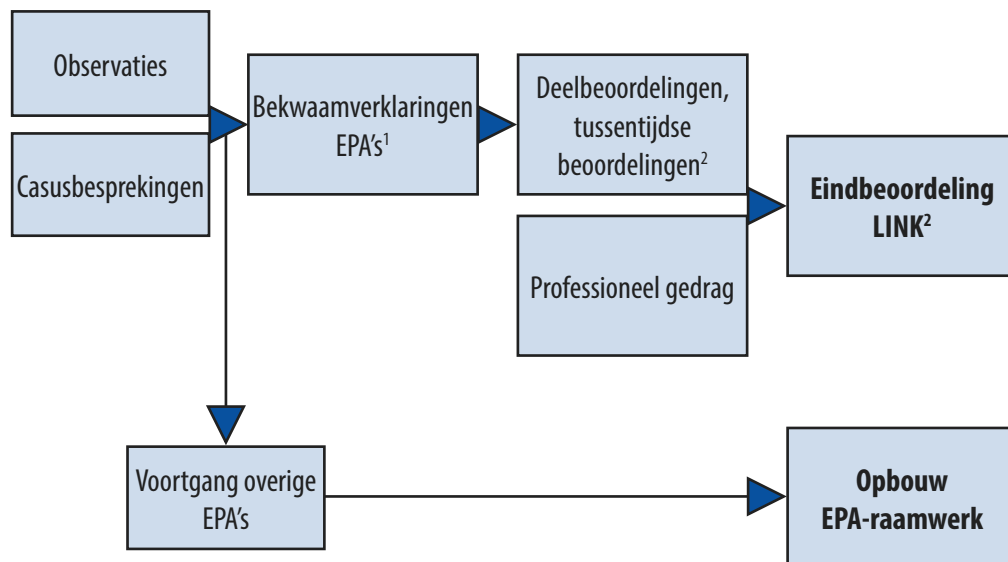 Observaties
Casusbesprekingen
Bekwaamverklaringen
EPA's¹
Deelbeoordelingen,
tussentijdse
beoordelingen²
Professioneel gedrag
Eindbeoordeling
LINK²
Voortgang overige
EPA's
Opbouw
EPA-raamwerk